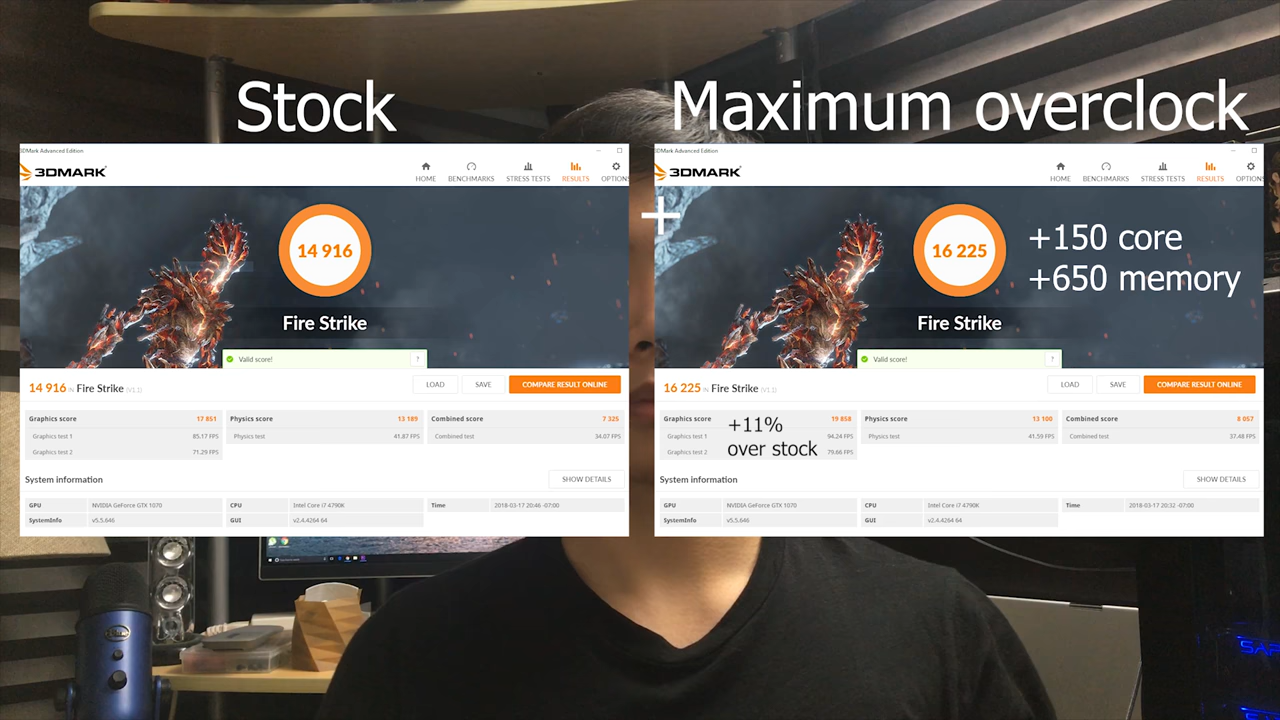 Stock
Maximum overclock
3DMark Advanced Edition
3DMARK
HOME BENCHMARKS STRESS TESTS RESULTS OPTIONS
14 916
Fire Strike
Valid score! ?
14 916 IN Fire Strike (V1.1)
LOAD SAVE COMPARE RESULT ONLINE
Graphics score 17 851 Physics score 13 189 Combined score 7 325
Graphics test 1 85.17 FPS Physics test 41.87 FPS Combined test 34.07 FPS
Graphics test 2 71.29 FPS
System information SHOW DETAILS
GPU NVIDIA GeForce GTX 1070 CPU Intel Core i7 4790K Time 2018-03-17 20:46 -07:00
SystemInfo v5.5.646 GUI v2.4.4264 64
+
3DMark Advanced Edition
3DMARK
HOME BENCHMARKS STRESS TESTS RESULTS OPTIONS
16 225
+150 core
+650 memory
Fire Strike
Valid score! ?
16 225 IN Fire Strike (V1.1)
LOAD SAVE COMPARE RESULT ONLINE
Graphics score 19 858 Physics score 13 100 Combined score 8 057
+11%
over stock
Graphics test 1 94.24 FPS Physics test 41.59 FPS Combined test 37.48 FPS
Graphics test 2 79.66 FPS
System information SHOW DETAILS
GPU NVIDIA GeForce GTX 1070 CPU Intel Core i7 4790K Time 2018-03-17 20:32 -07:00
SystemInfo v5.5.646 GUI v2.4.4264 64
blue
SAP